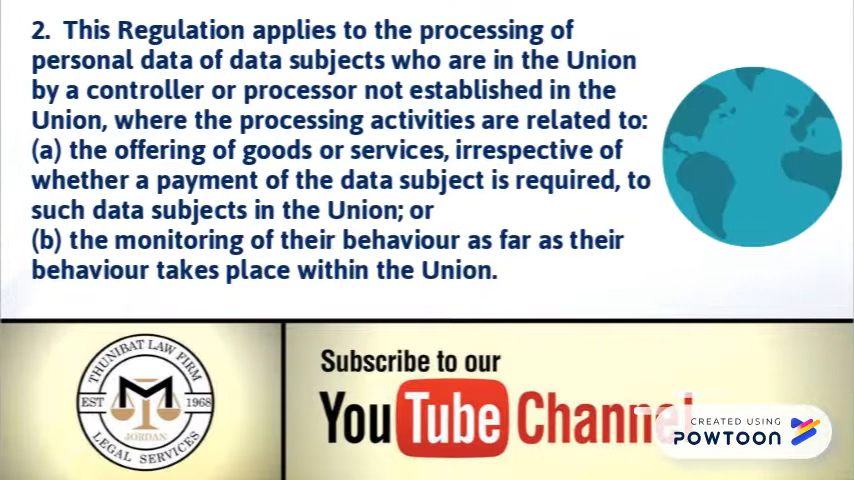 2. This Regulation applies to the processing of
personal data of data subjects who are in the Union
by a controller or processor not established in the
Union, where the processing activities are related to:
(a) the offering of goods or services, irrespective of
whether a payment of the data subject is required, to
such data subjects in the Union; or
(b) the monitoring of their behaviour as far as their
behaviour takes place within the Union.
THUNIBAT LAW FIRM
EST 1968
JORDAN
LEGAL SERVICES
Subscribe to our
YouTube Channel
CREATED USING
POWTOON